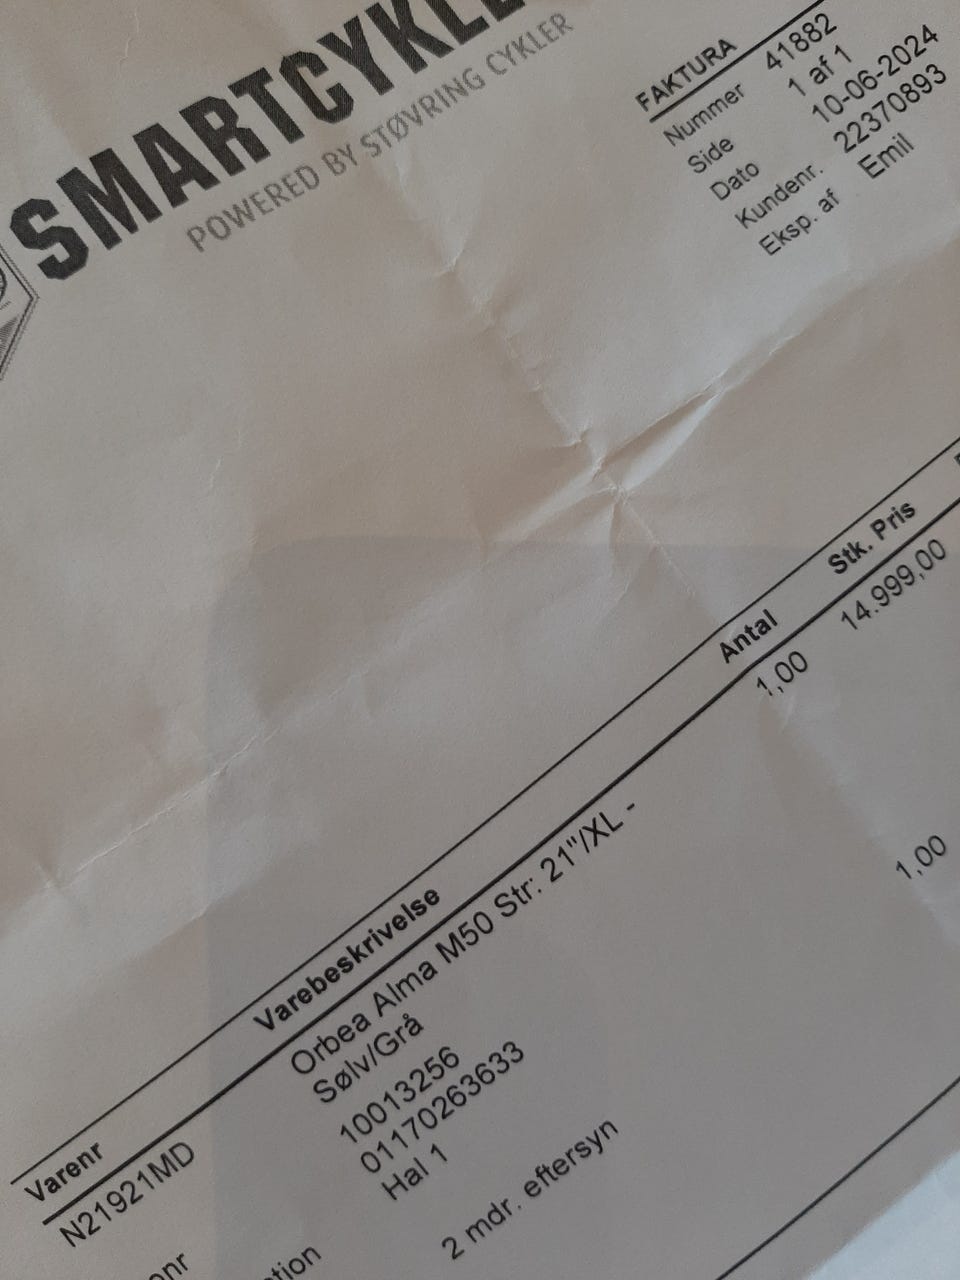 SMARTCYKLE
POWERED BY STØVRING CYKLER
FAKTURA
Nummer 41882
Side 1 af 1
Dato 10-06-2024
Kundenr. 22370893
Eksp. af Emil
Varenr Varebeskrivelse Antal Stk. Pris
N21921MD Orbea Alma M50 Str: 21"/XL - 1,00 14.999,00
Sølv/Grå
10013256
01170263633
Hal 1
2 mdr. eftersyn 1,00